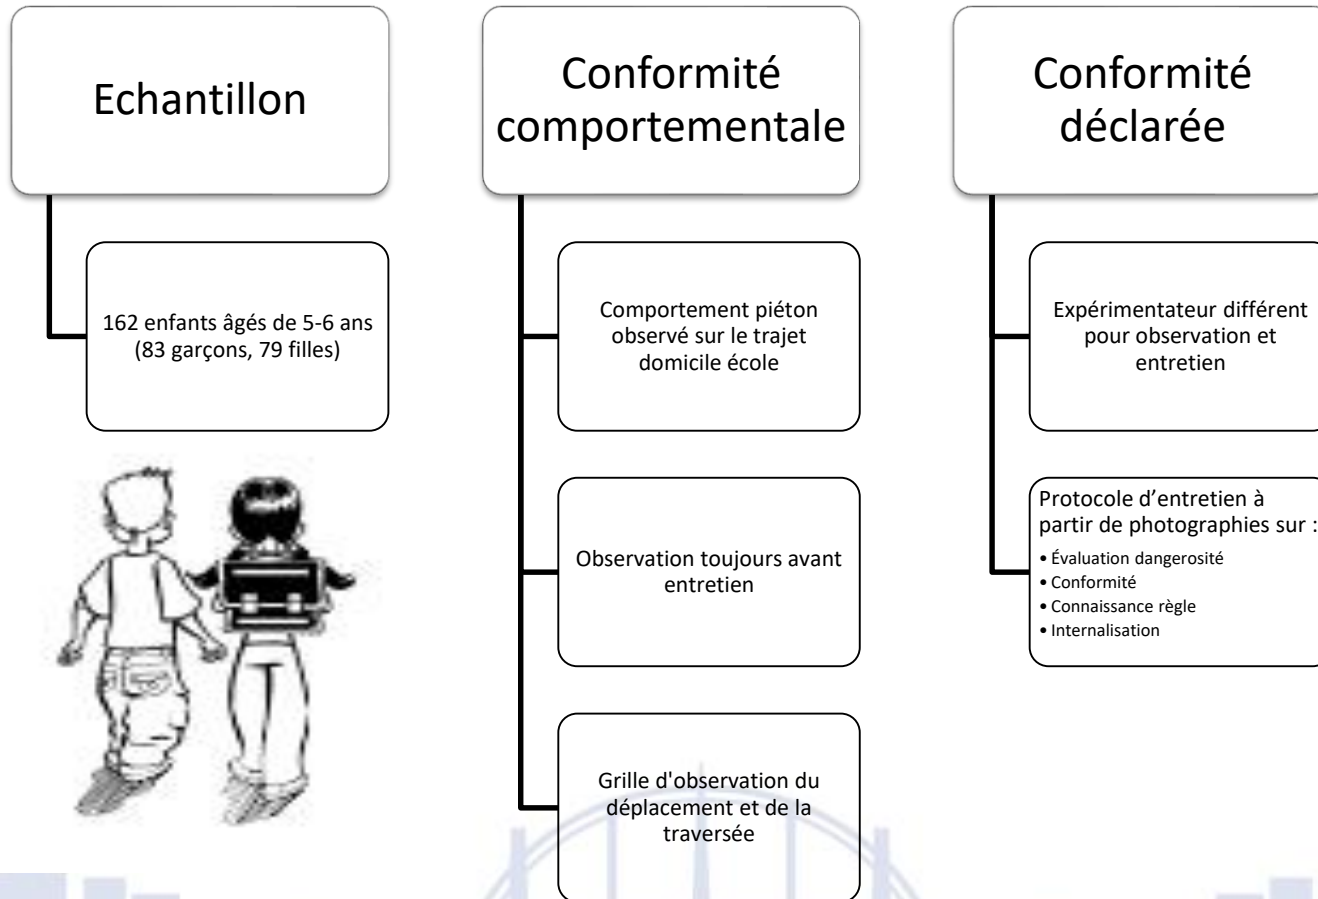 Echantillon
162 enfants âgés de 5-6 ans
(83 garçons, 79 filles)
Conformité
comportementale
Comportement piéton
observé sur le trajet
domicile école
Observation toujours avant
entretien
Grille d'observation du
déplacement et de la
traversée
Conformité
déclarée
Expérimentateur différent
pour observation et
entretien
Protocole d’entretien à
partir de photographies sur :
• Évaluation dangerosité
• Conformité
• Connaissance règle
• Internalisation